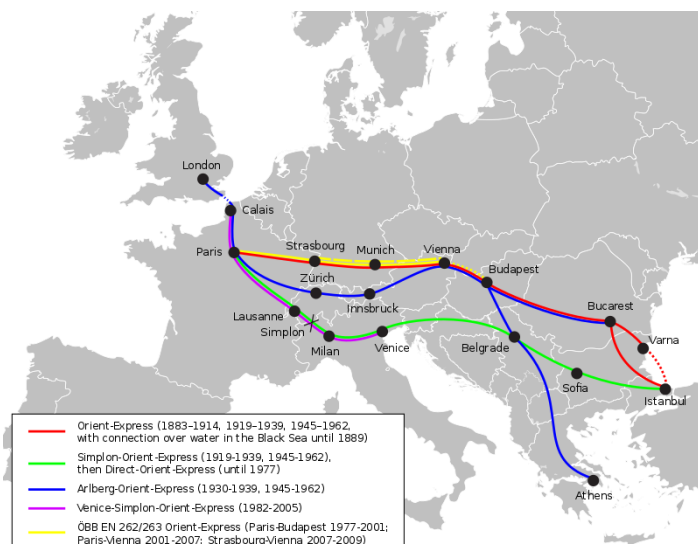 London
Calais
Paris
Strasbourg
Munich
Vienna
Budapest
Zürich
Innsbruck
Bucarest
Varna
Lausanne
Simplon
Milan
Venice
Belgrade
Sofia
Istanbul
Athens
Orient-Express (1883–1914, 1919–1939, 1945–1962,
with connection over water in the Black Sea until 1889)
Simplon-Orient-Express (1919-1939, 1945-1962),
then Direct-Orient-Express (until 1977)
Arlberg-Orient-Express (1930-1939, 1945-1962)
Venice-Simplon-Orient-Express (1982-2005)
ÖBB EN 262/263 Orient-Express (Paris-Budapest 1977-2001;
Paris-Vienna 2001-2007; Strasbourg-Vienna 2007-2009)